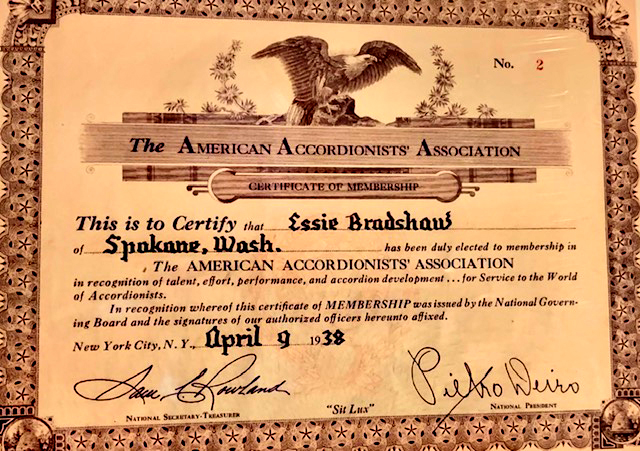 No. 2
The AMERICAN ACCORDIONISTS' ASSOCIATION
CERTIFICATE OF MEMBERSHIP
This is to Certify that Essie Bradshaw
of Spokane, Wash. has been duly elected to membership in
The AMERICAN ACCORDIONISTS' ASSOCIATION
in recognition of talent, effort, performance, and accordion development...for Service to the World
of Accordionists.
In recognition whereof this certificate of MEMBERSHIP was issued by the National Govern-
ing Board and the signatures of our authorized officers hereunto affixed.
New York City, N.Y., April 9 1938
Sam E Rowland Pietro Deiro
NATIONAL SECRETARY-TREASURER "Sit Lux" NATIONAL PRESIDENT